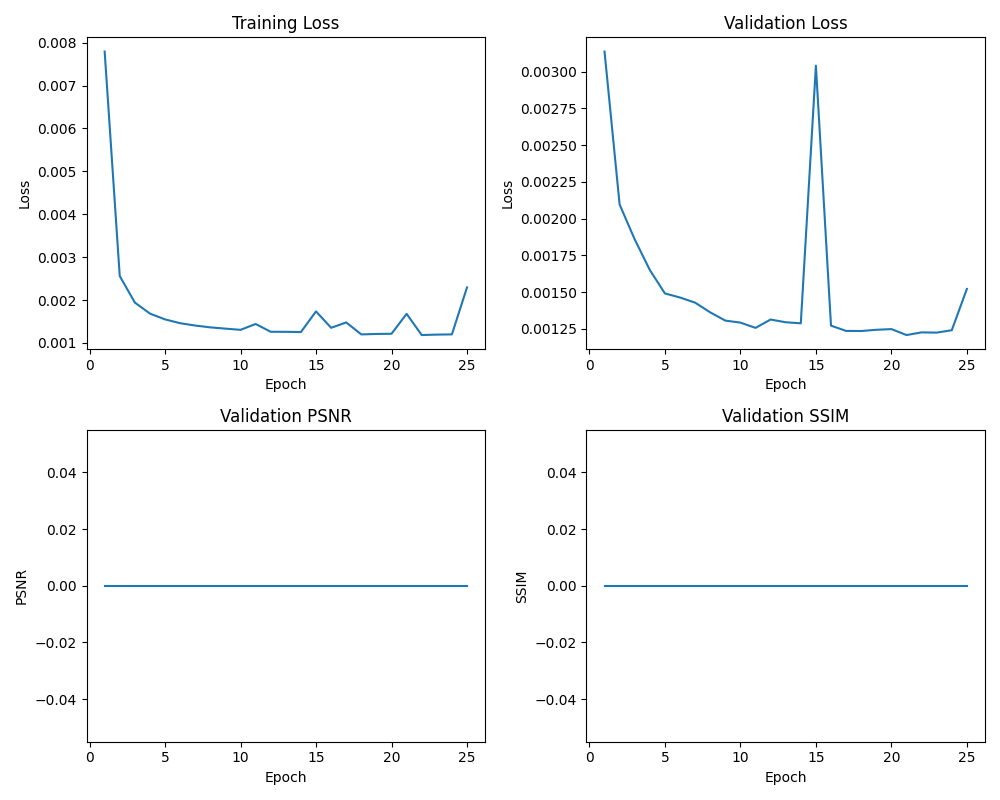 Training Loss
0.008
0.007
0.006
0.005
0.004
0.003
0.002
0.001
Loss
0 5 10 15 20 25
Epoch
Validation Loss
0.00300
0.00275
0.00250
0.00225
0.00200
0.00175
0.00150
0.00125
Loss
0 5 10 15 20 25
Epoch
Validation PSNR
0.04
0.02
0.00
−0.02
−0.04
PSNR
0 5 10 15 20 25
Epoch
Validation SSIM
0.04
0.02
0.00
−0.02
−0.04
SSIM
0 5 10 15 20 25
Epoch